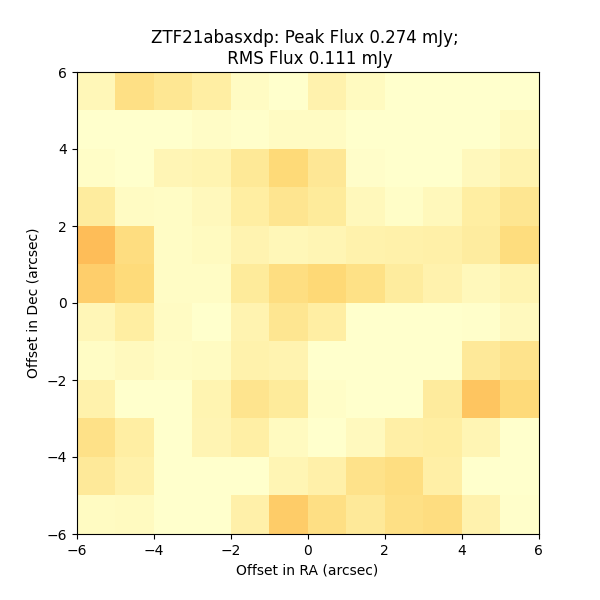 ZTF21abasxdp: Peak Flux 0.274 mJy;
RMS Flux 0.111 mJy
6
4
2
0
−2
−4
−6
Offset in Dec (arcsec)
−6 −4 −2 0 2 4 6
Offset in RA (arcsec)